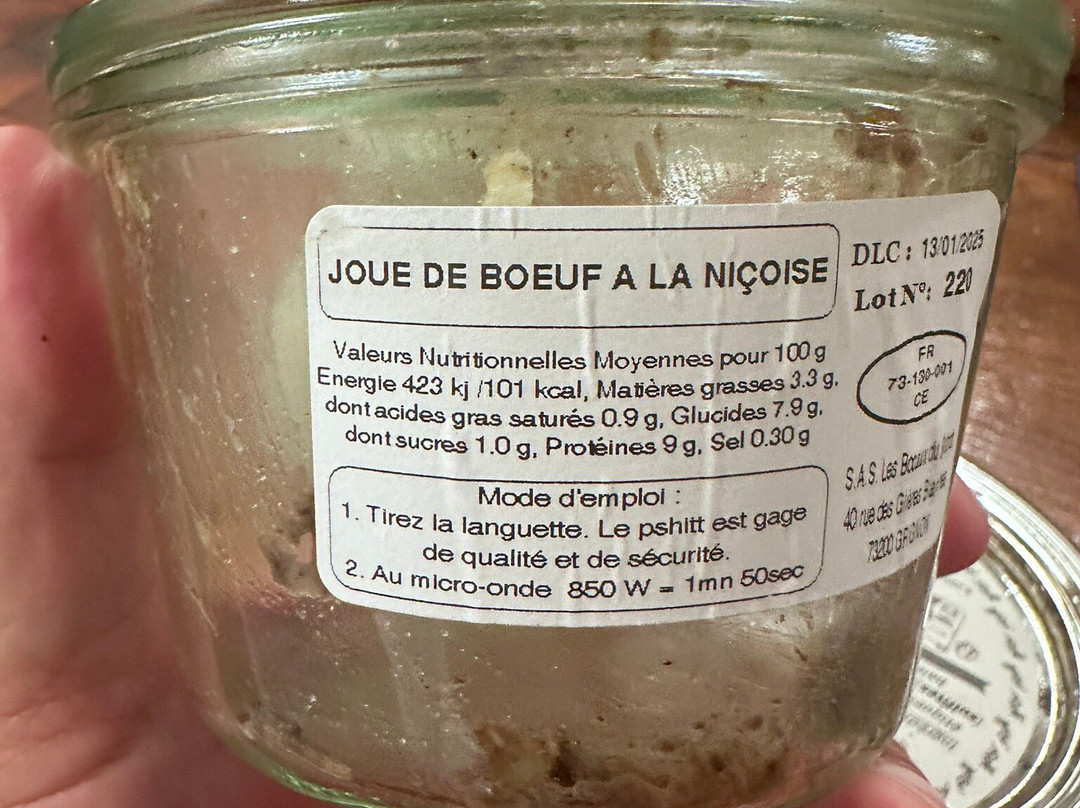 JOUE DE BOEUF A LA NIÇOISE
Valeurs Nutritionnelles Moyennes pour 100 g
Energie 423 kj /101 kcal, Matières grasses 3.3 g,
dont acides gras saturés 0.9 g, Glucides 7.9 g,
dont sucres 1.0 g, Protéines 9 g, Sel 0.30 g
Mode d'emploi :
1. Tirez la languette. Le pshitt est gage
de qualité et de sécurité.
2. Au micro-onde 850 W = 1mn 50sec
DLC : 13/01/2025
Lot N°: 220
FR
73-130-001
CE
S.A.S. Les Bocaux du
40 rue des
73200